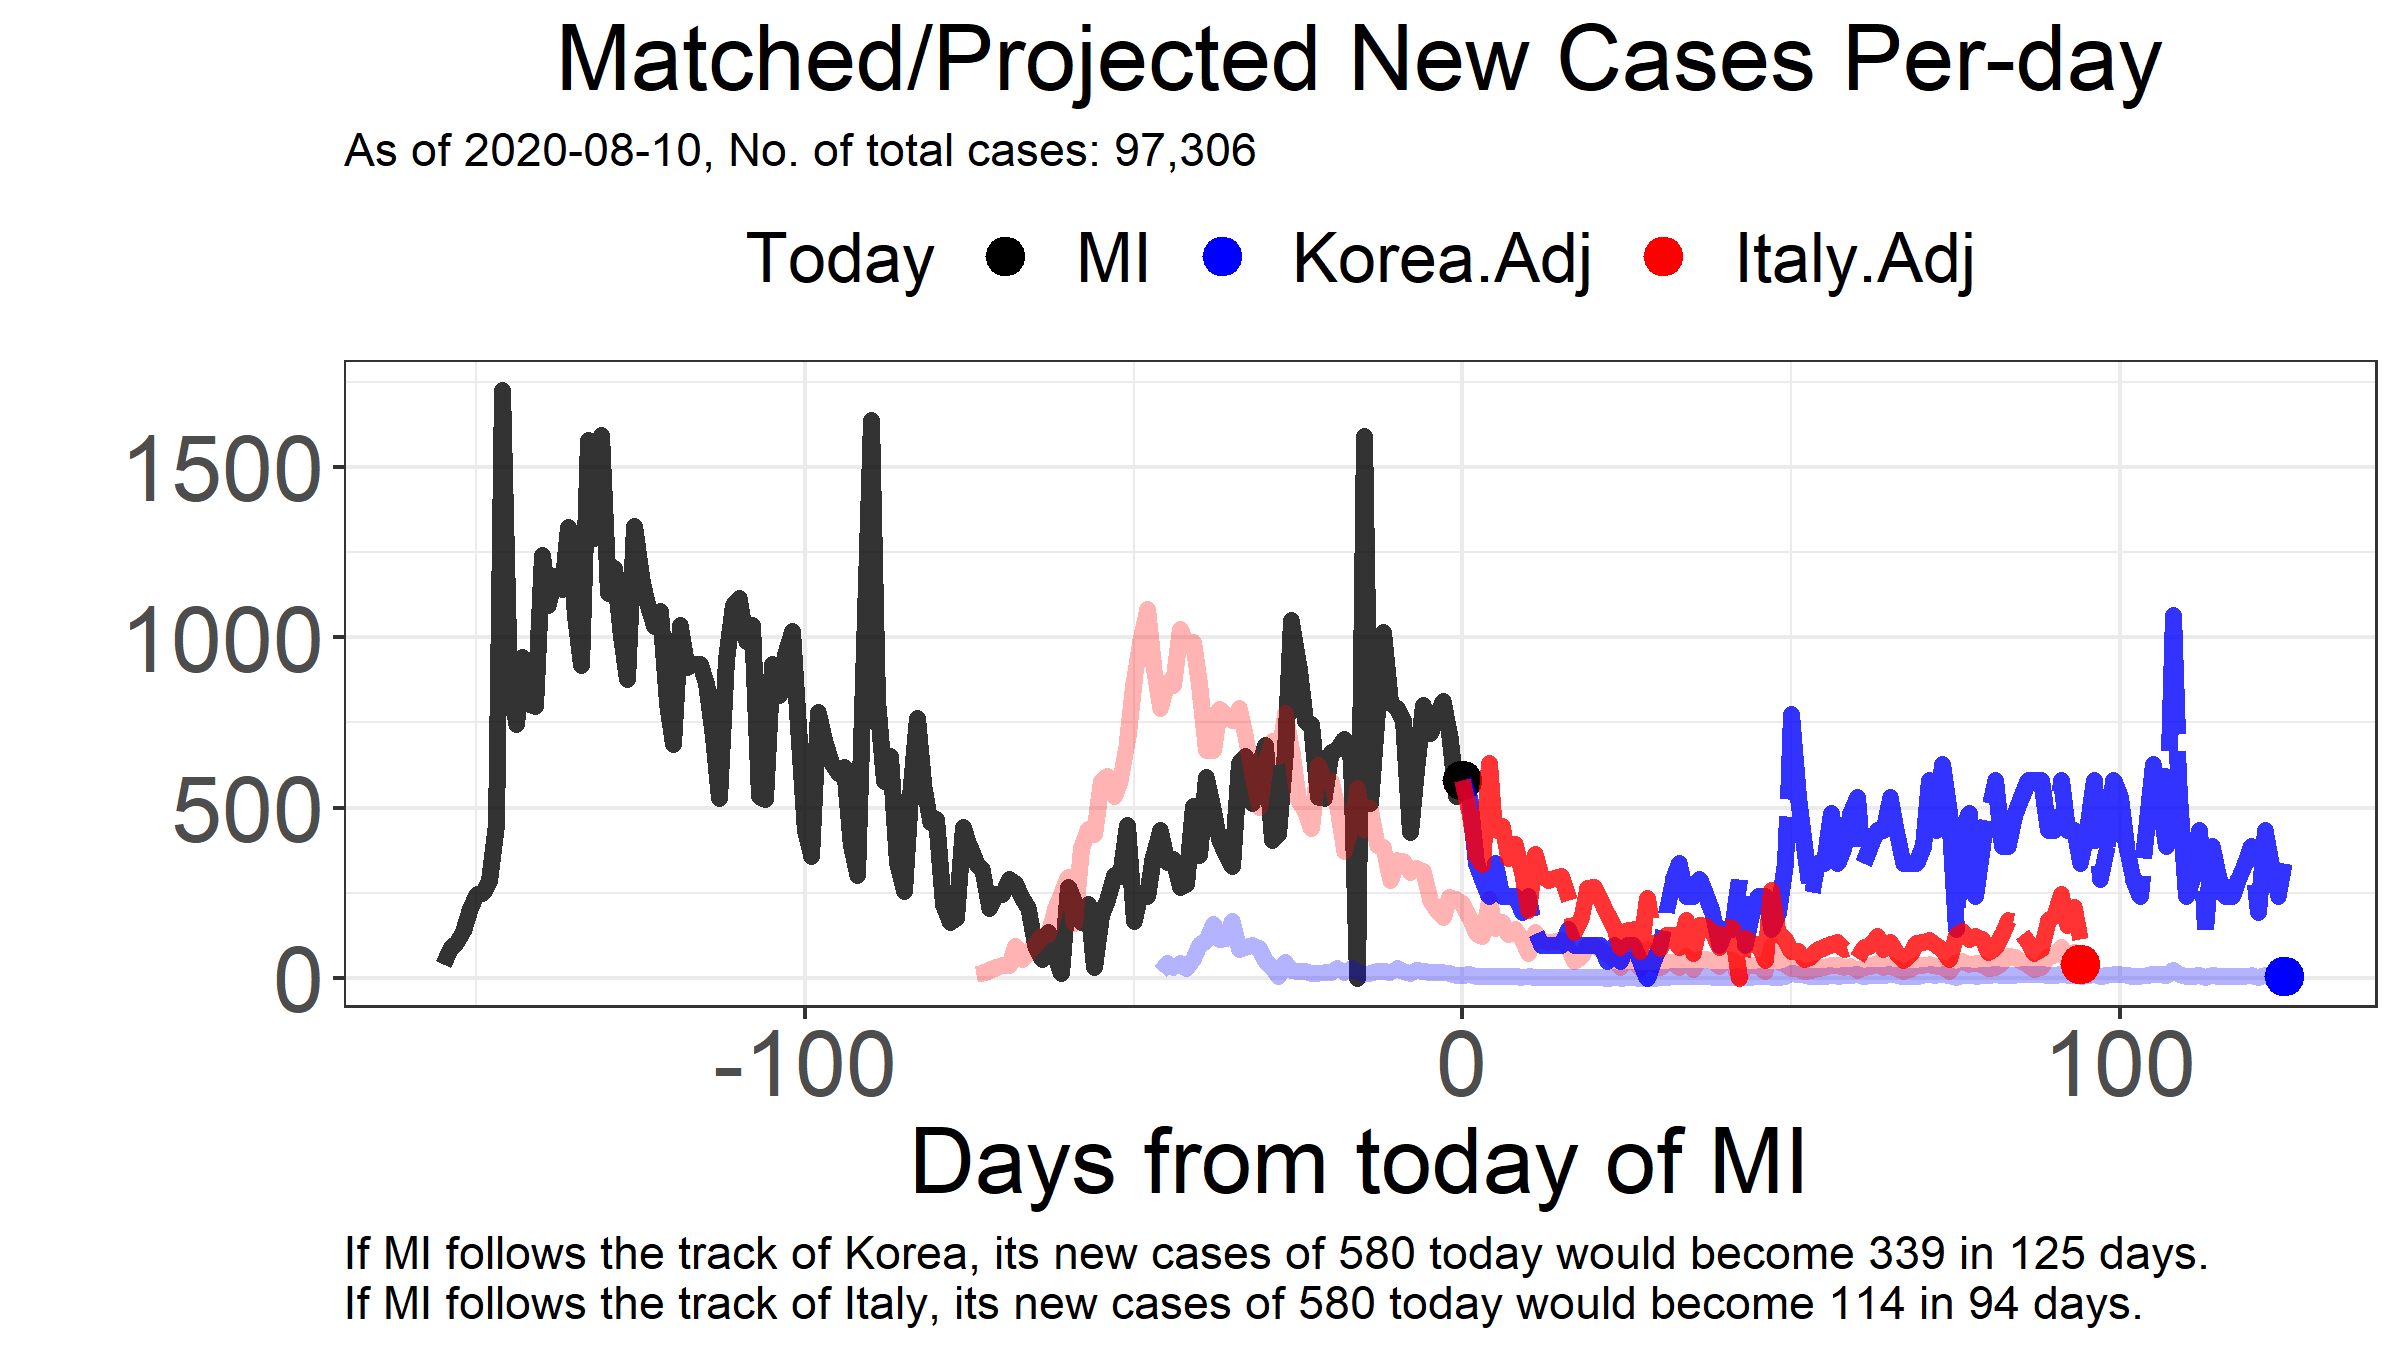 Matched/Projected New Cases Per-day
As of 2020-08-10, No. of total cases: 97,306
Today MI Korea.Adj Italy.Adj
1500
1000
500
0
-100 0 100
Days from today of MI
If MI follows the track of Korea, its new cases of 580 today would become 339 in 125 days.
If MI follows the track of Italy, its new cases of 580 today would become 114 in 94 days.